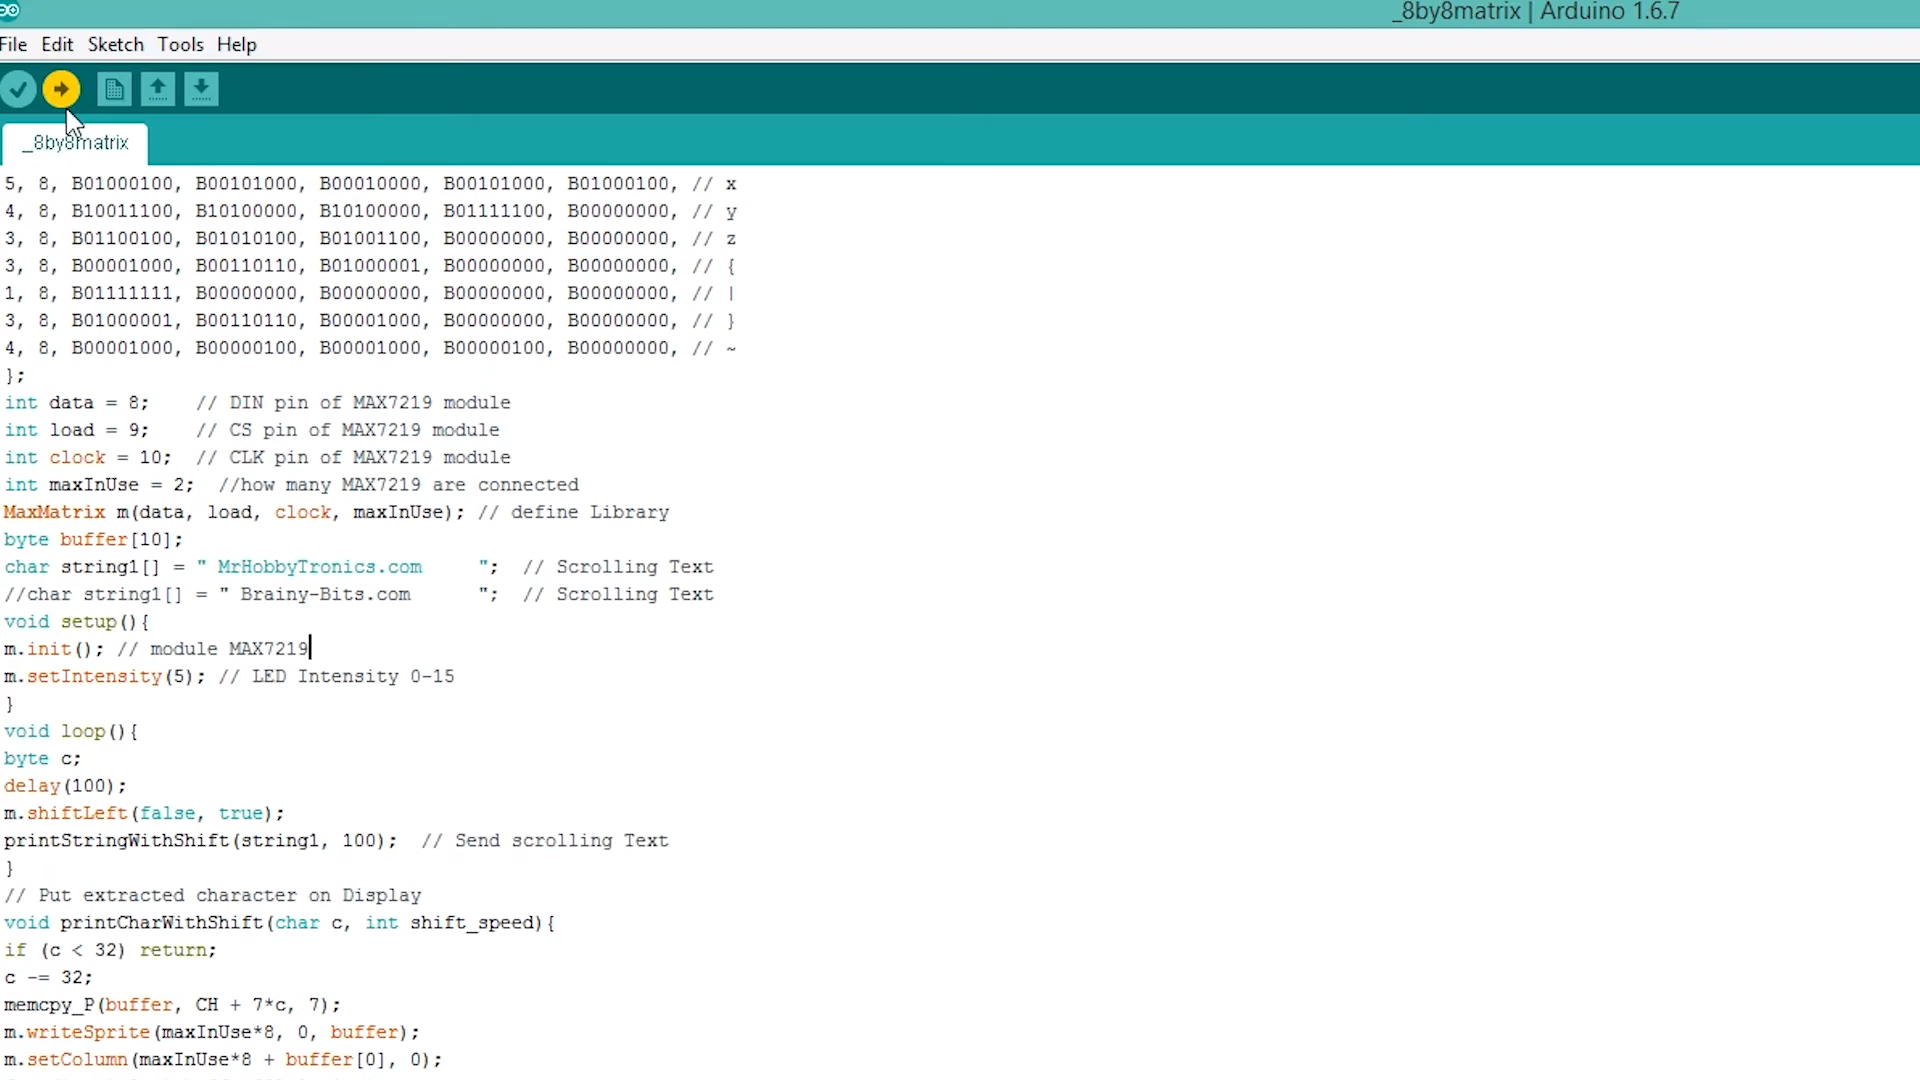 _8by8matrix | Arduino 1.6.7
File Edit Sketch Tools Help
_8by8matrix
5, 8, B01000100, B00101000, B00010000, B00101000, B01000100, // x
4, 8, B10011100, B10100000, B10100000, B01111100, B00000000, // y
3, 8, B01100100, B01010100, B01001100, B00000000, B00000000, // z
3, 8, B00001000, B00110110, B01000001, B00000000, B00000000, // {
1, 8, B01111111, B00000000, B00000000, B00000000, B00000000, // |
3, 8, B01000001, B00110110, B00001000, B00000000, B00000000, // }
4, 8, B00001000, B00000100, B00001000, B00000100, B00000000, // ~
};
int data = 8;    // DIN pin of MAX7219 module
int load = 9;    // CS pin of MAX7219 module
int clock = 10;  // CLK pin of MAX7219 module
int maxInUse = 2;  //how many MAX7219 are connected
MaxMatrix m(data, load, clock, maxInUse); // define Library
byte buffer[10];
char string1[] = " MrHobbyTronics.com     ";  // Scrolling Text
//char string1[] = " Brainy-Bits.com      ";  // Scrolling Text
void setup(){
m.init(); // module MAX7219
m.setIntensity(5); // LED Intensity 0-15
}
void loop(){
byte c;
delay(100);
m.shiftLeft(false, true);
printStringWithShift(string1, 100);  // Send scrolling Text
}
// Put extracted character on Display
void printCharWithShift(char c, int shift_speed){
if (c < 32) return;
c -= 32;
memcpy_P(buffer, CH + 7*c, 7);
m.writeSprite(maxInUse*8, 0, buffer);
m.setColumn(maxInUse*8 + buffer[0], 0);